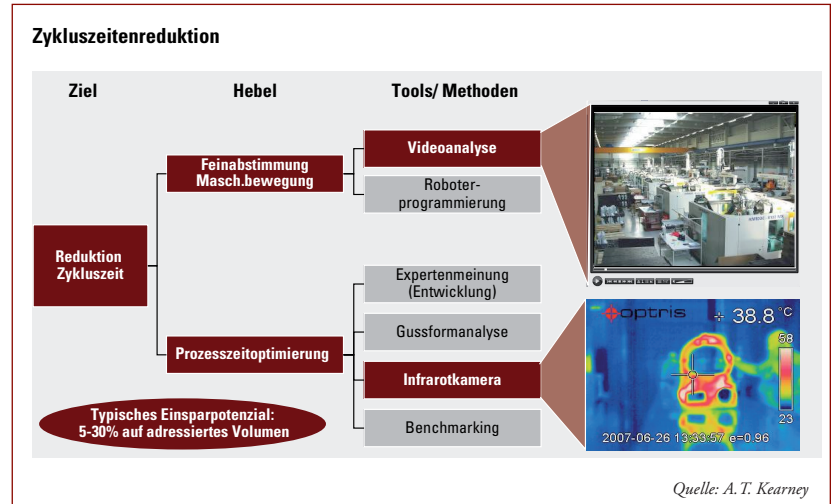 Zykluszeitenreduktion
Ziel
Hebel
Tools/ Methoden
Feinabstimmung
Masch.bewegung
Videoanalyse
Roboter-
programmierung
Reduktion
Zykluszeit
Expertenmeinung
(Entwicklung)
Gussformanalyse
Prozesszeitoptimierung
Infrarotkamera
Benchmarking
Typisches Einsparpotenzial:
5-30% auf adressiertes Volumen
optris
38.8 °C
58
23
2007-06-26 13:33:57 e=0.96
Quelle: A.T. Kearney